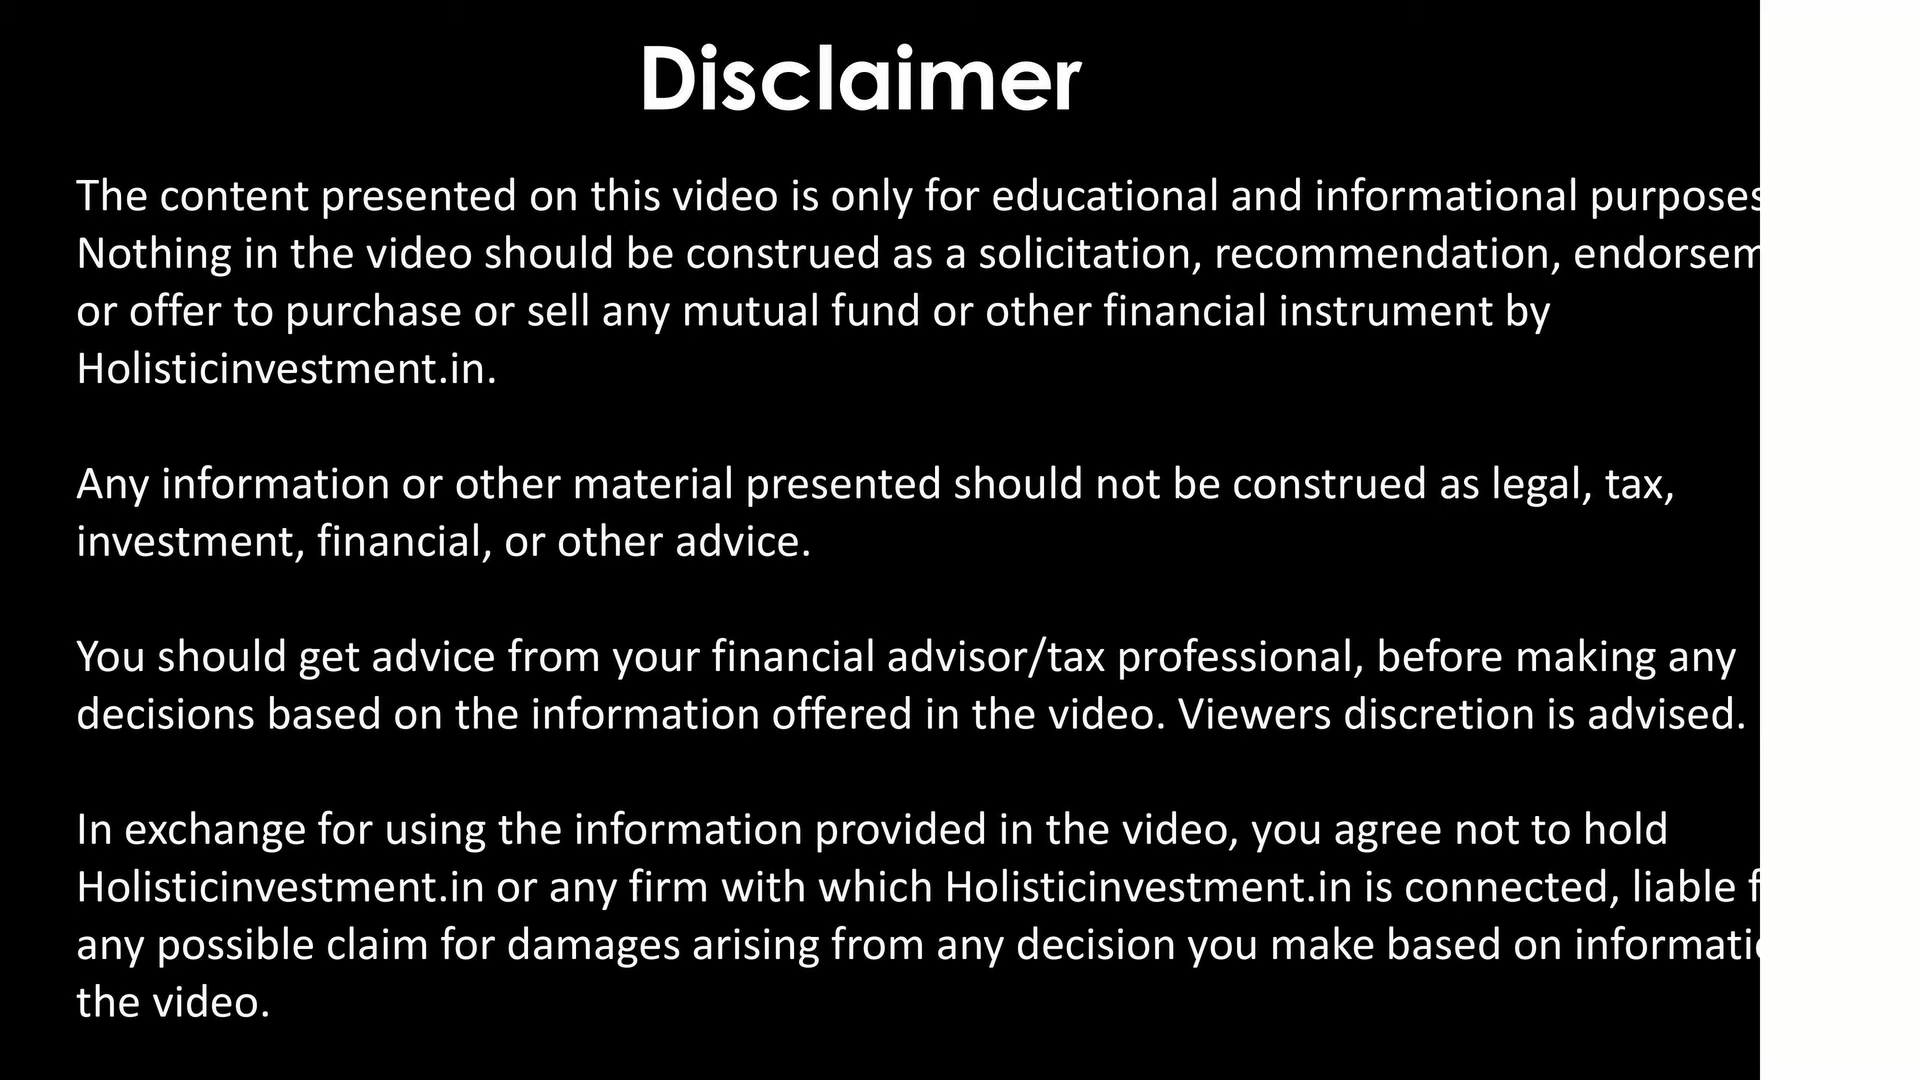 Disclaimer
The content presented on this video is only for educational and informational purposes
Nothing in the video should be construed as a solicitation, recommendation,
or offer to purchase or sell any mutual fund or other financial instrument by
Holisticinvestment.in.
Any information or other material presented should not be construed as legal, tax,
investment, financial, or other advice.
You should get advice from your financial advisor/tax professional, before making any
decisions based on the information offered in the video. Viewers discretion is advised.
In exchange for using the information provided in the video, you agree not to hold
Holisticinvestment.in or any firm with which Holisticinvestment.in is connected, liable
any possible claim for damages arising from any decision you make based on
the video.